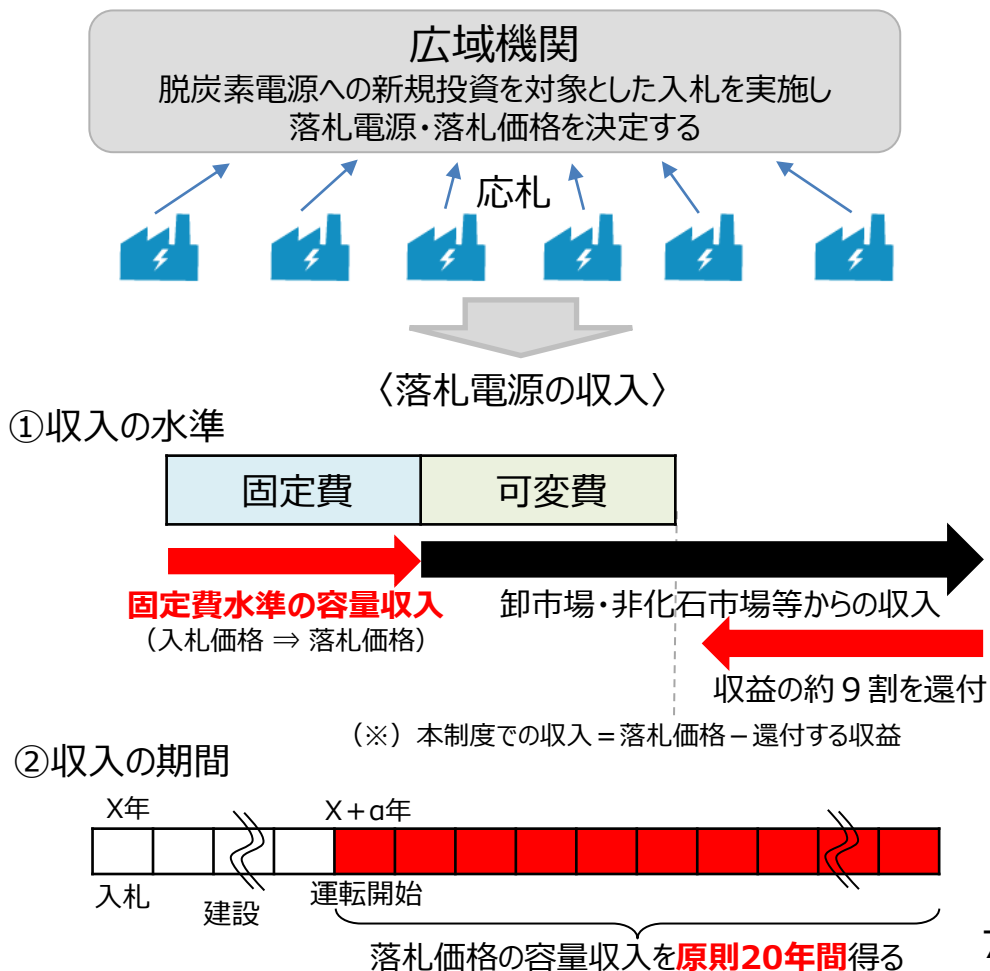 広域機関
脱炭素電源への新規投資を対象とした入札を実施し
落札電源・落札価格を決定する
応札
〈落札電源の収入〉
①収入の水準
固定費
可変費
固定費水準の容量収入
（入札価格 ⇒ 落札価格）
卸市場・非化石市場等からの収入
収益の約９割を還付
（※）本制度での収入＝落札価格－還付する収益
②収入の期間
X年
X＋α年
入札
建設
運転開始
落札価格の容量収入を原則20年間得る